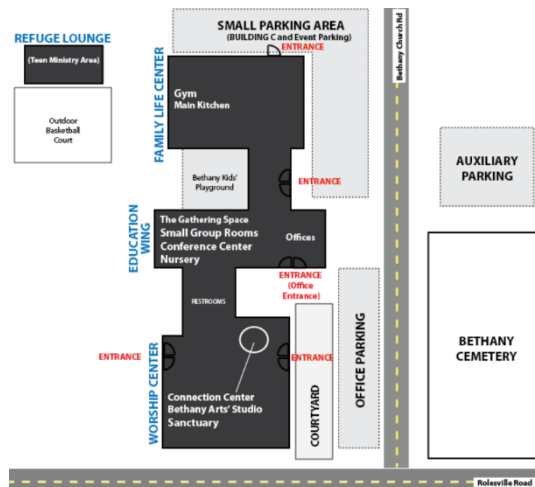 SMALL PARKING AREA
(BUILDING C and Event Parking)
ENTRANCE
Bethany Church Rd
REFUGE LOUNGE
(Teen Ministry Area)
Outdoor
Basketball
Court
FAMILY LIFE CENTER
Gym
Main Kitchen
Bethany Kids'
Playground
ENTRANCE
AUXILIARY
PARKING
EDUCATION
WING
The Gathering Space
Small Group Rooms
Conference Center
Nursery
Offices
ENTRANCE
(Office
Entrance)
RESTROOMS
WORSHIP CENTER
ENTRANCE
ENTRANCE
Connection Center
Bethany Arts' Studio
Sanctuary
COURTYARD
OFFICE PARKING
BETHANY
CEMETERY
Rolesville Road